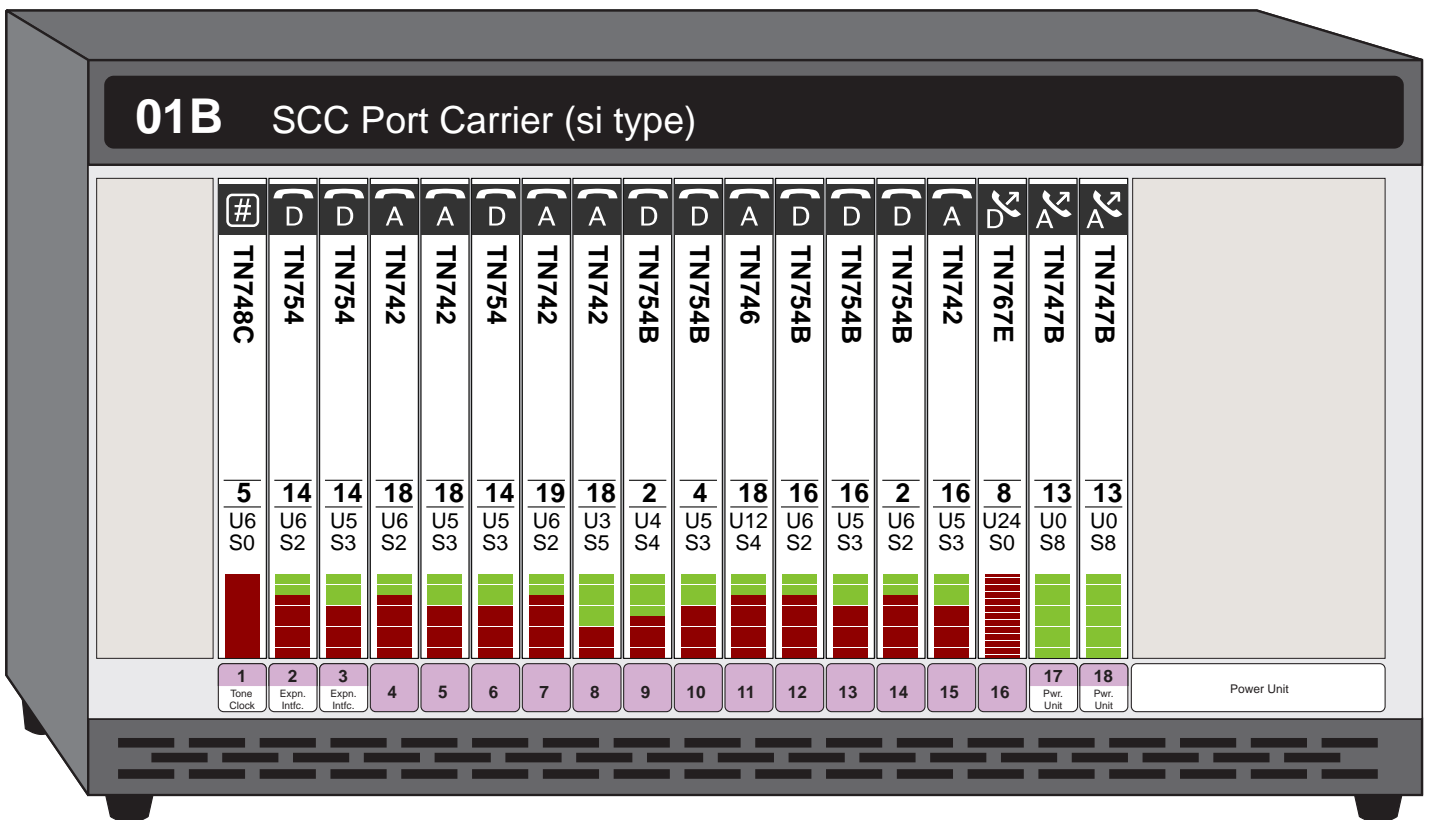 01B SCC Port Carrier (si type)
# D D A A D A A D D A D D D A D A A
TN748C TN754 TN754 TN742 TN742 TN754 TN742 TN742 TN754B TN754B TN746 TN754B TN754B TN754B TN742 TN767E TN747B TN747B
5 14 14 18 18 14 19 18 2 4 18 16 16 2 16 8 13 13
U6 U6 U5 U6 U5 U5 U6 U3 U4 U5 U12 U6 U5 U6 U5 U24 U0 U0
S0 S2 S3 S2 S3 S3 S2 S5 S4 S3 S4 S2 S3 S2 S3 S0 S8 S8
1 2 3 4 5 6 7 8 9 10 11 12 13 14 15 16 17 18
Tone Expn. Expn. Pwr. Pwr. Power Unit
Clock Intfc. Intfc. Unit Unit